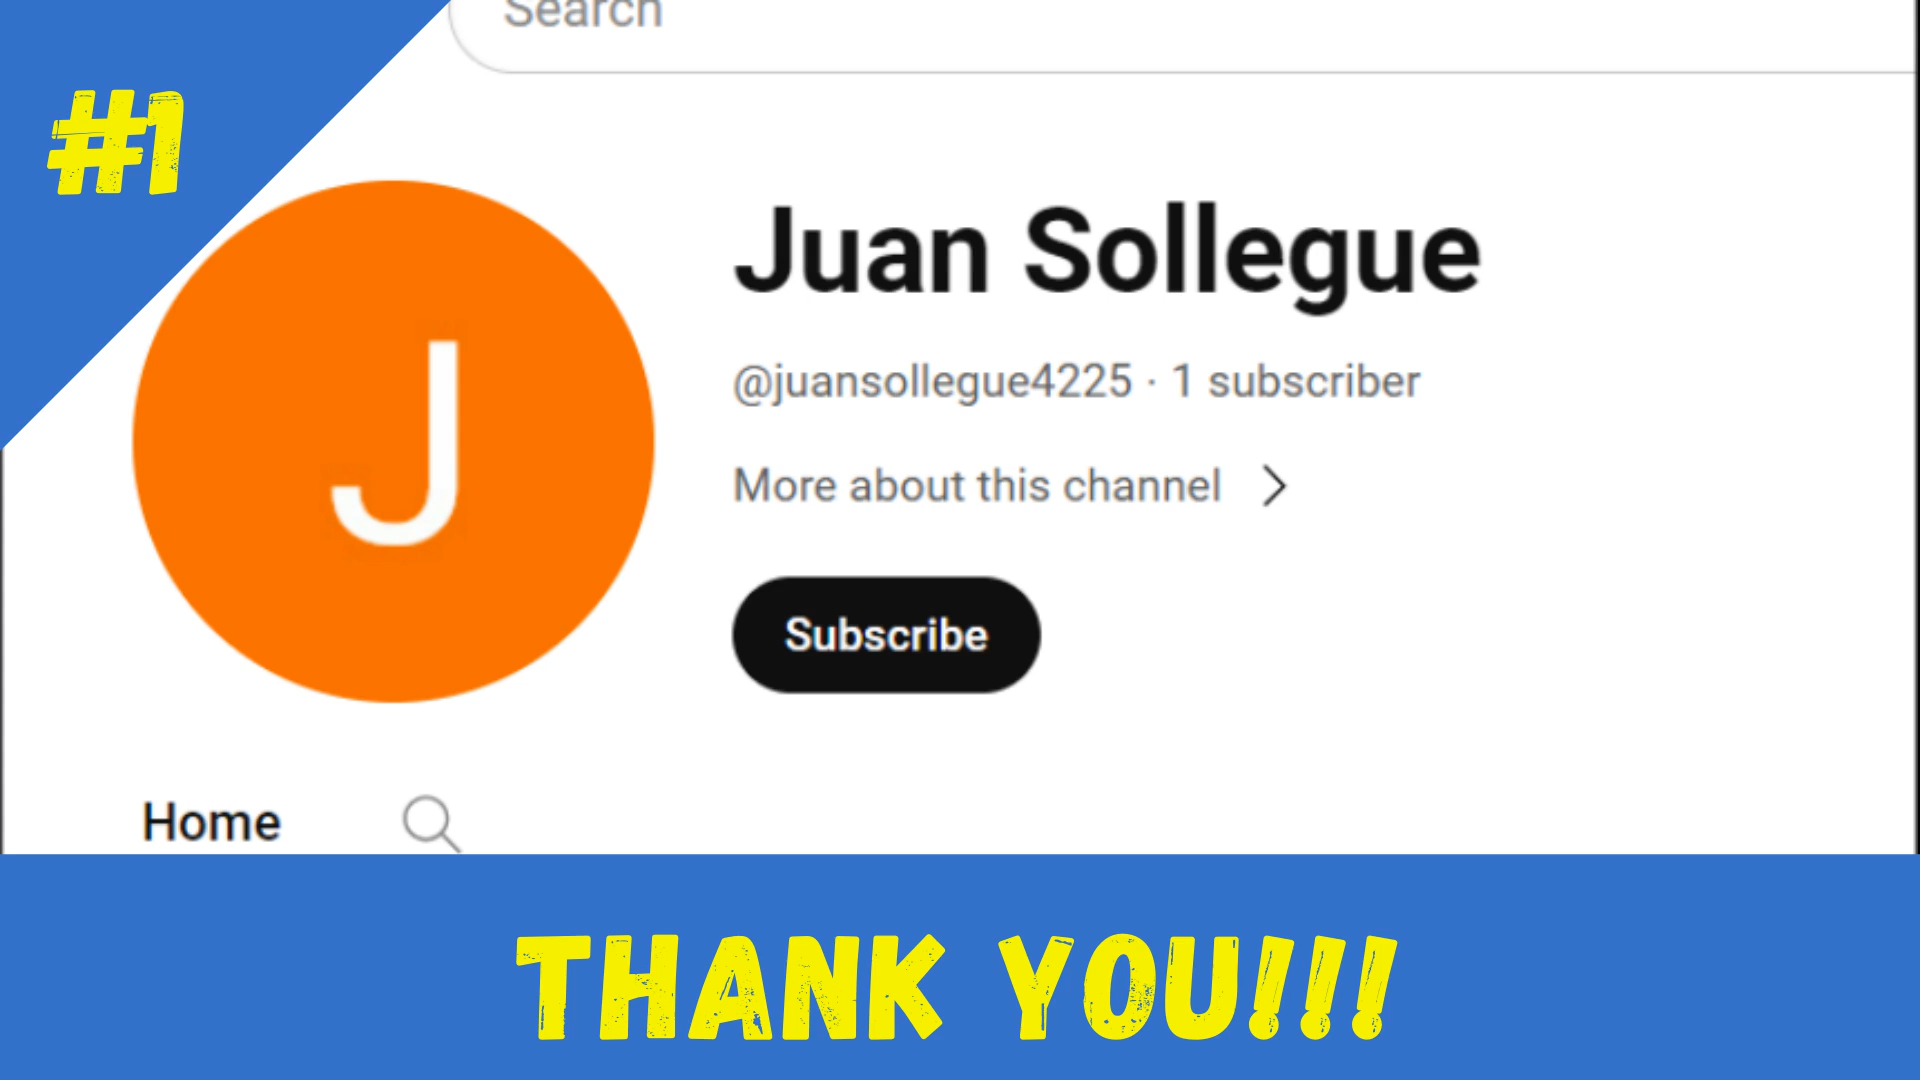 Search
#1
J
Juan Sollegue
@juansollegue4225 · 1 subscriber
More about this channel
Subscribe
Home
THANK YOU!!!